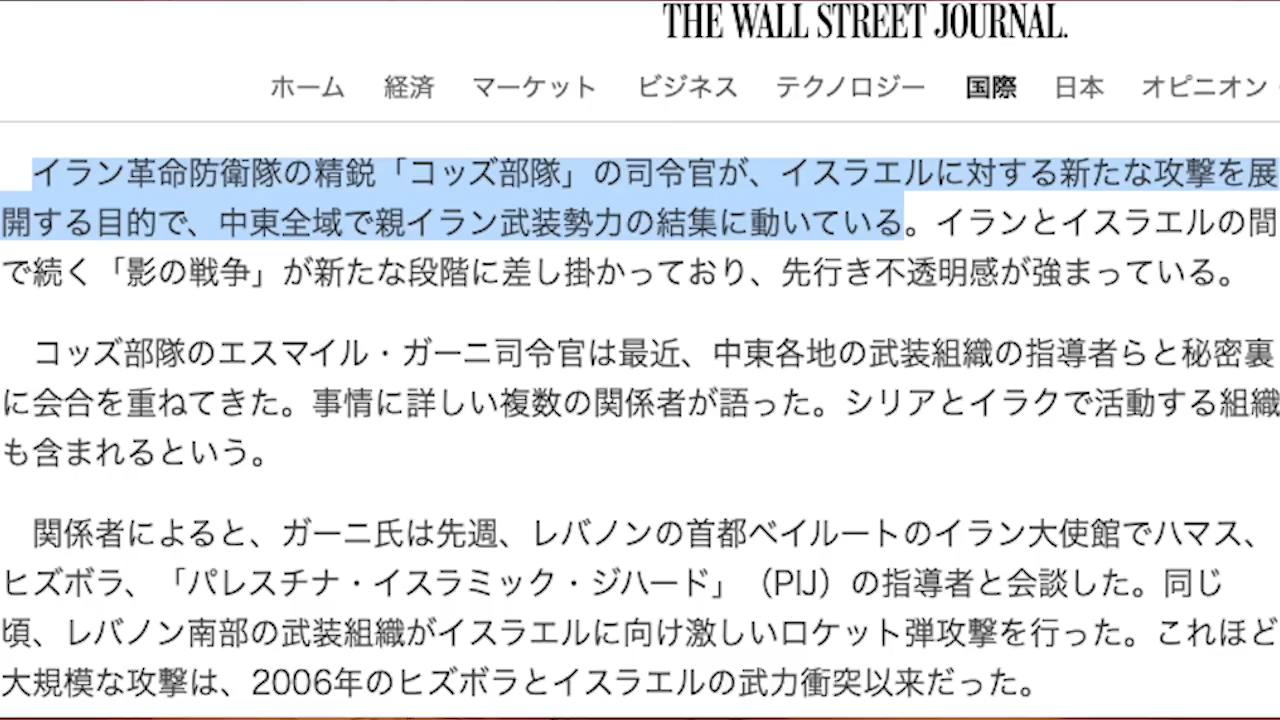 THE WALL STREET JOURNAL.
ホーム 経済 マーケット ビジネス テクノロジー 国際 日本 オピニオン
イラン革命防衛隊の精鋭「コッズ部隊」の司令官が、イスラエルに対する新たな攻撃を展
開する目的で、中東全域で親イラン武装勢力の結集に動いている。イランとイスラエルの間
で続く「影の戦争」が新たな段階に差し掛かっており、先行き不透明感が強まっている。
コッズ部隊のエスマイル・ガーニ司令官は最近、中東各地の武装組織の指導者らと秘密裏
に会合を重ねてきた。事情に詳しい複数の関係者が語った。シリアとイラクで活動する組織
も含まれるという。
関係者によると、ガーニ氏は先週、レバノンの首都ベイルートのイラン大使館でハマス、
ヒズボラ、「パレスチナ・イスラミック・ジハード」（PIJ）の指導者と会談した。同じ
頃、レバノン南部の武装組織がイスラエルに向け激しいロケット弾攻撃を行った。これほど
大規模な攻撃は、2006年のヒズボラとイスラエルの武力衝突以来だった。